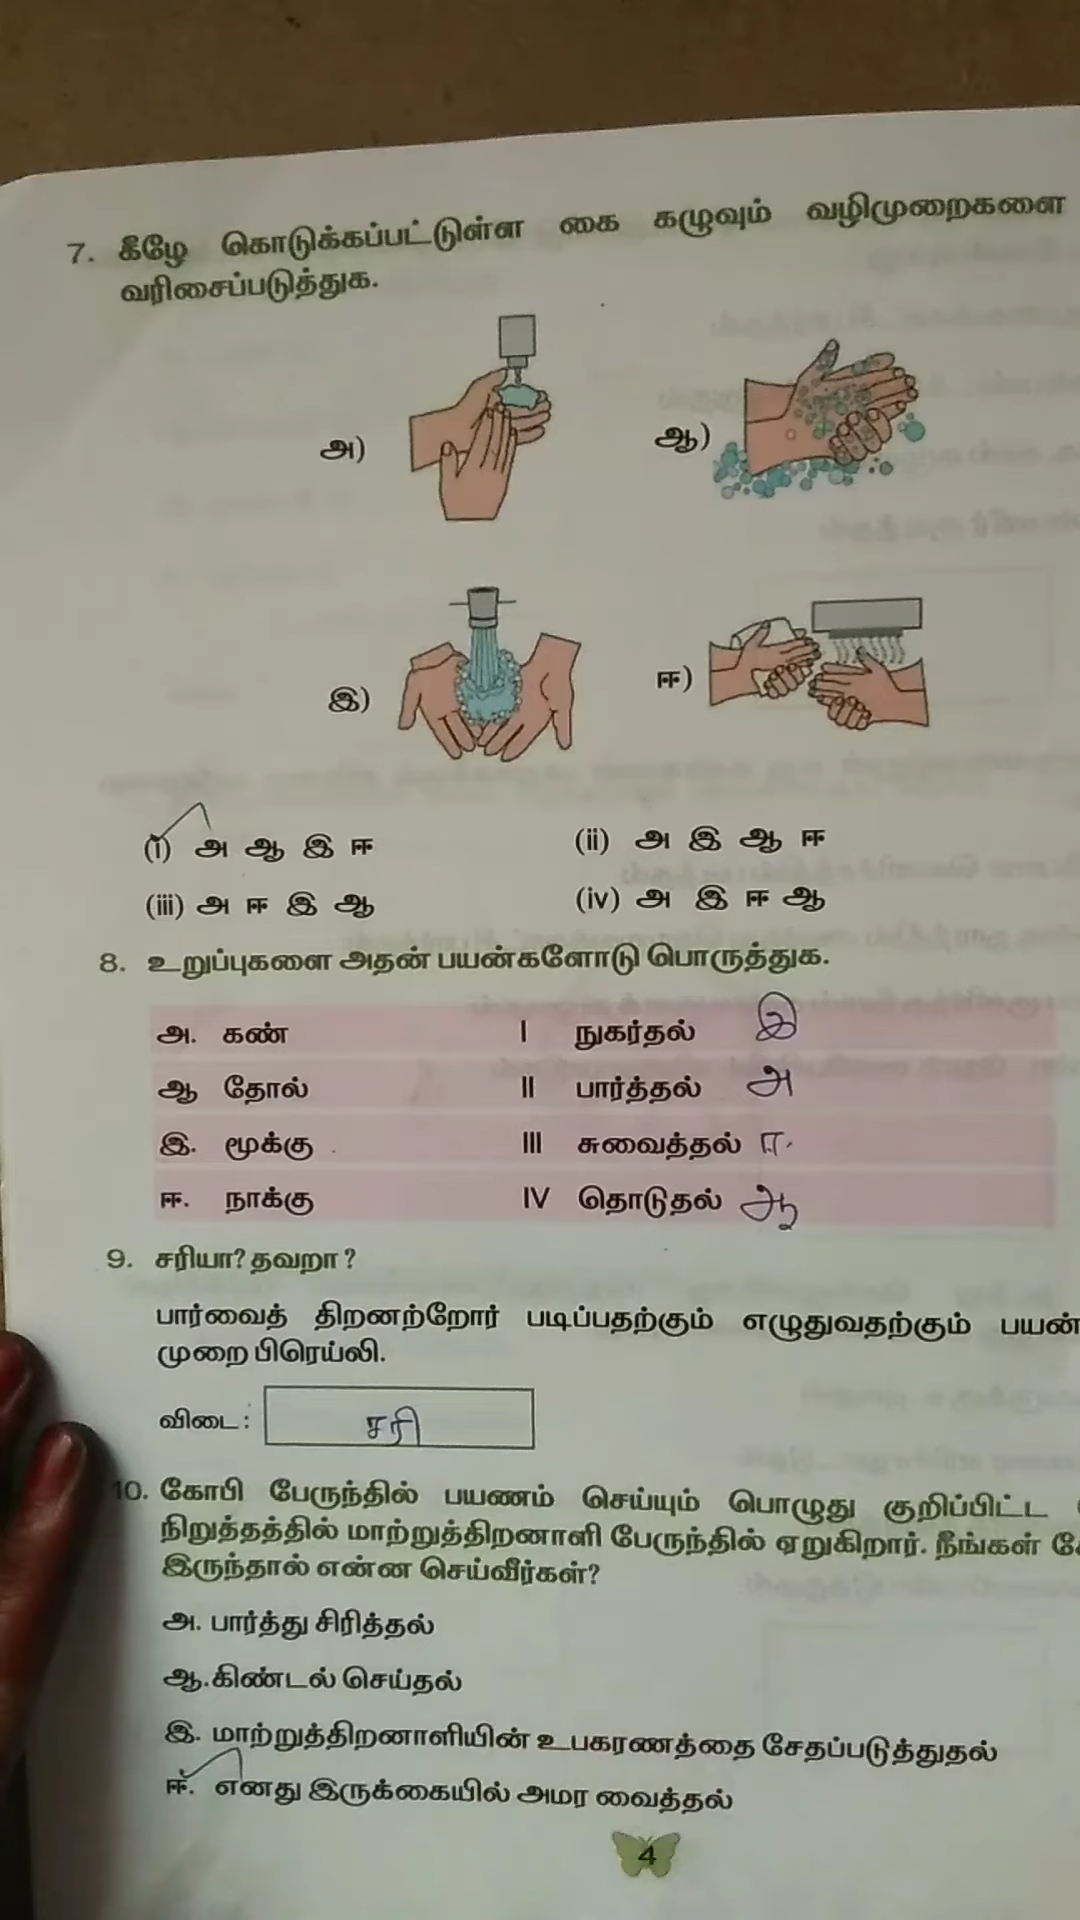 7. கீழே கொடுக்கப்பட்டுள்ள கை கழுவும் வழிமுறைகளை
வரிசைப்படுத்துக.
அ)
ஆ)
இ)
ஈ)
(i) அ ஆ இ ஈ
(ii) அ இ ஆ ஈ
(iii) அ ஈ இ ஆ
(iv) அ இ ஈ ஆ
8. உறுப்புகளை அதன் பயன்களோடு பொருத்துக.
அ. கண் I நுகர்தல் இ
ஆ தோல் II பார்த்தல் அ
இ. மூக்கு III சுவைத்தல் ஈ
ஈ. நாக்கு IV தொடுதல் ஆ
9. சரியா? தவறா?
பார்வைத் திறனற்றோர் படிப்பதற்கும் எழுதுவதற்கும் பயன்
முறை பிரெய்லி.
விடை: சரி
10. கோபி பேருந்தில் பயணம் செய்யும் பொழுது குறிப்பிட்ட
நிறுத்தத்தில் மாற்றுத்திறனாளி பேருந்தில் ஏறுகிறார். நீங்கள்
இருந்தால் என்ன செய்வீர்கள்?
அ. பார்த்து சிரித்தல்
ஆ.கிண்டல் செய்தல்
இ. மாற்றுத்திறனாளியின் உபகரணத்தை சேதப்படுத்துதல்
ஈ. எனது இருக்கையில் அமர வைத்தல்
4